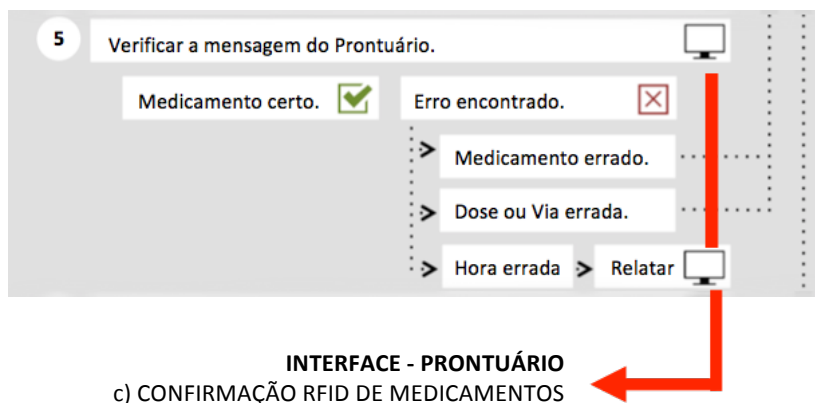 5 Verificar a mensagem do Prontuário.
Medicamento certo. Erro encontrado.
Medicamento errado.
Dose ou Via errada.
Hora errada Relatar
INTERFACE - PRONTUÁRIO
c) CONFIRMAÇÃO RFID DE MEDICAMENTOS